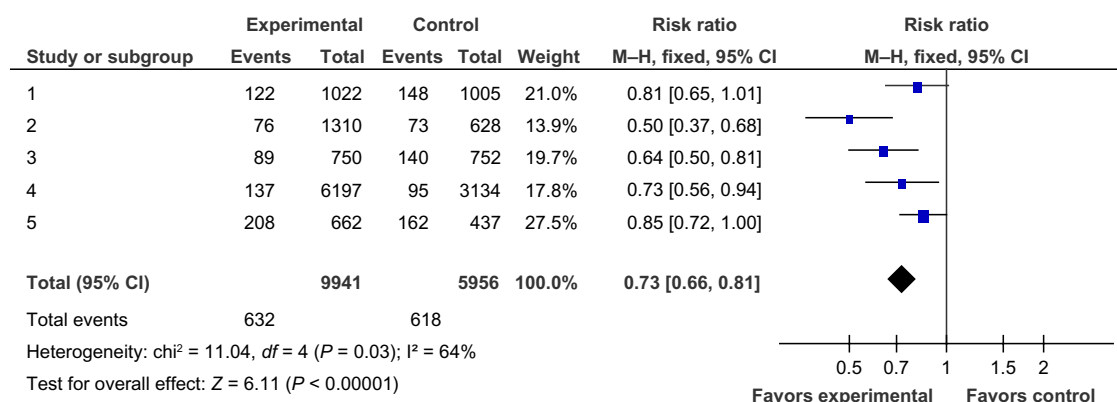 Experimental Control Risk ratio Risk ratio
Study or subgroup Events Total Events Total Weight M–H, fixed, 95% CI M–H, fixed, 95% CI
1 122 1022 148 1005 21.0% 0.81 [0.65, 1.01]
2 76 1310 73 628 13.9% 0.50 [0.37, 0.68]
3 89 750 140 752 19.7% 0.64 [0.50, 0.81]
4 137 6197 95 3134 17.8% 0.73 [0.56, 0.94]
5 208 662 162 437 27.5% 0.85 [0.72, 1.00]
Total (95% CI) 9941 5956 100.0% 0.73 [0.66, 0.81]
Total events 632 618
Heterogeneity: chi² = 11.04, df = 4 (P = 0.03); I² = 64%
Test for overall effect: Z = 6.11 (P < 0.00001)
0.5 0.7 1 1.5 2
Favors experimental Favors control